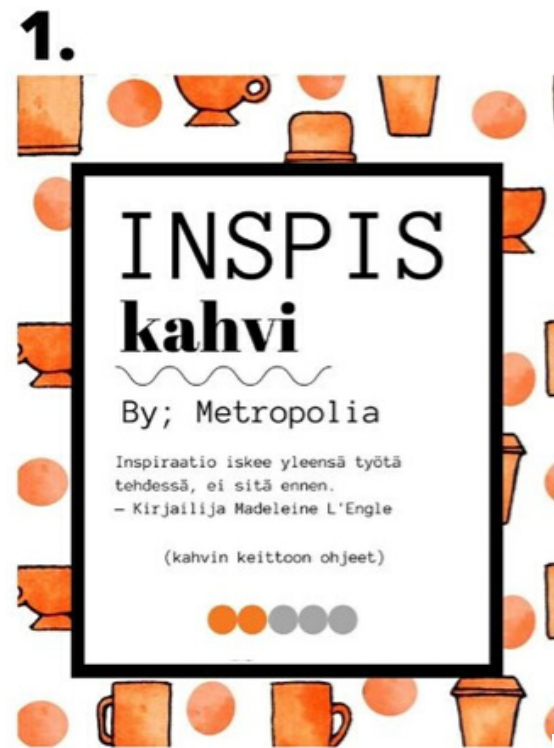 1.
INSPIS
kahvi
By; Metropolia
Inspiraatio iskee yleensä työtä
tehdessä, ei sitä ennen.
– Kirjailija Madeleine L'Engle
(kahvin keittoon ohjeet)